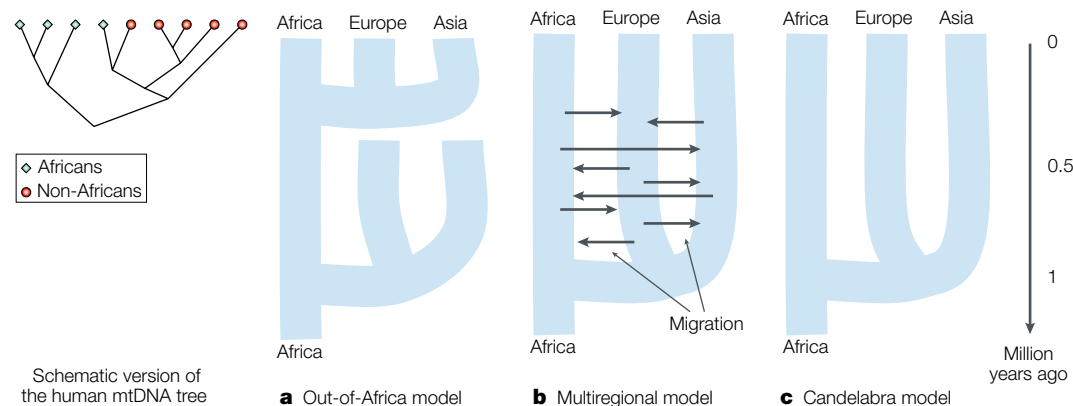 Africans
Non-Africans
Schematic version of
the human mtDNA tree
Africa
Europe
Asia
Africa
a Out-of-Africa model
Africa
Europe
Asia
Migration
Africa
b Multiregional model
Africa
Europe
Asia
c Candelabra model
0
0.5
1
Million
years ago